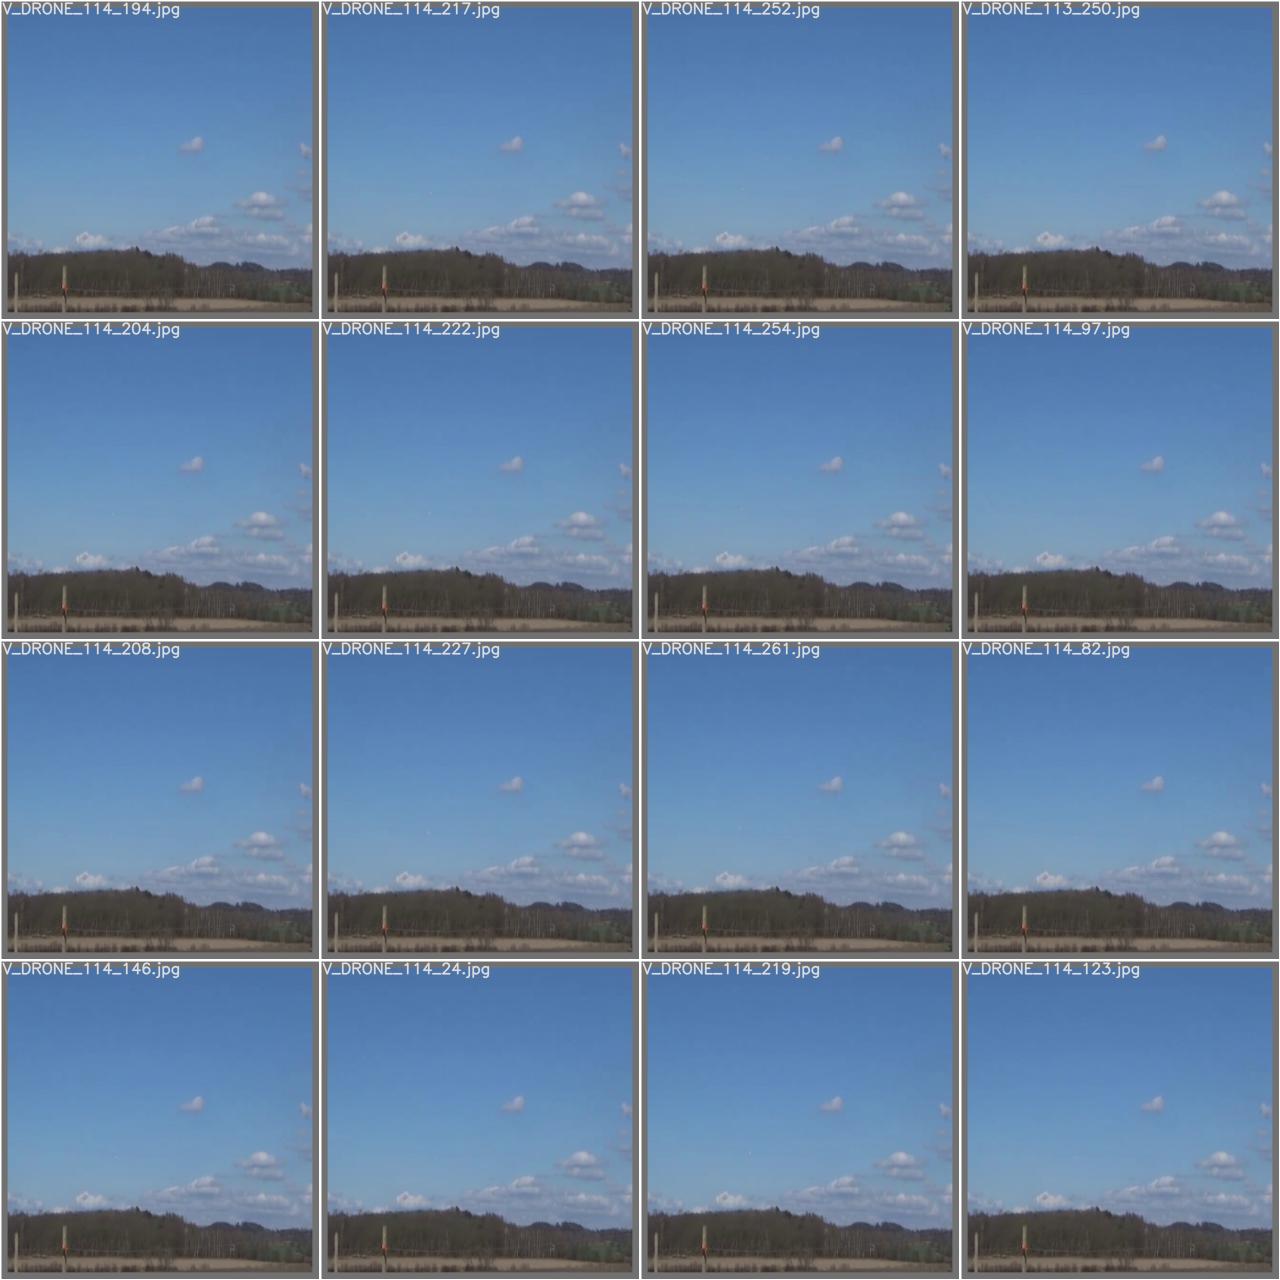 V_DRONE_114_194.jpg
V_DRONE_114_217.jpg
V_DRONE_114_252.jpg
V_DRONE_113_250.jpg
V_DRONE_114_204.jpg
V_DRONE_114_222.jpg
V_DRONE_114_254.jpg
V_DRONE_114_97.jpg
V_DRONE_114_208.jpg
V_DRONE_114_227.jpg
V_DRONE_114_261.jpg
V_DRONE_114_82.jpg
V_DRONE_114_146.jpg
V_DRONE_114_24.jpg
V_DRONE_114_219.jpg
V_DRONE_114_123.jpg